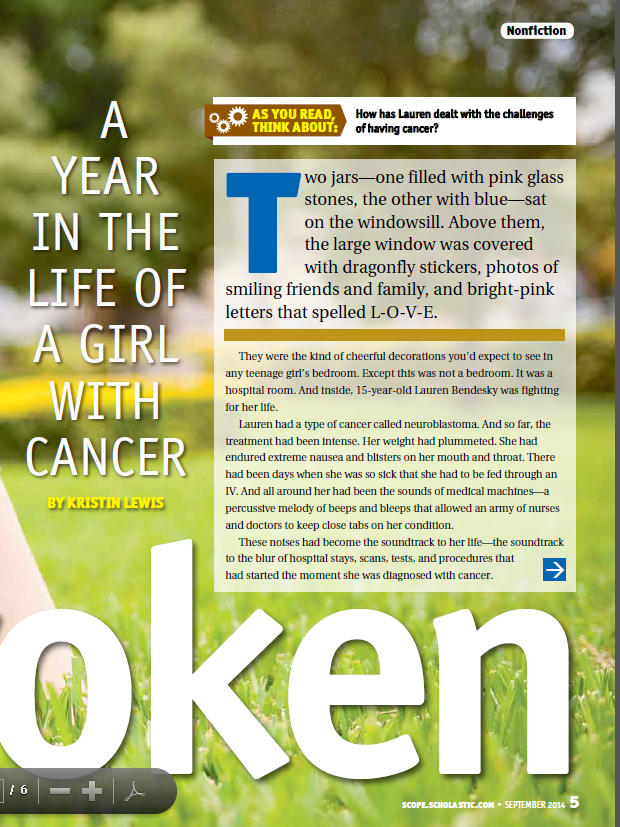 Nonfiction
A
YEAR
IN THE
LIFE OF
A GIRL
WITH
CANCER
BY KRISTIN LEWIS
AS YOU READ,
THINK ABOUT:
How has Lauren dealt with the challenges
of having cancer?
Two jars—one filled with pink glass
stones, the other with blue—sat
on the windowsill. Above them,
the large window was covered
with dragonfly stickers, photos of
smiling friends and family, and bright-pink
letters that spelled L-O-V-E.
They were the kind of cheerful decorations you'd expect to see in
any teenage girl's bedroom. Except this was not a bedroom. It was a
hospital room. And inside, 15-year-old Lauren Bendesky was fighting
for her life.
Lauren had a type of cancer called neuroblastoma. And so far, the
treatment had been intense. Her weight had plummeted. She had
endured extreme nausea and blisters on her mouth and throat. There
had been days when she was so sick that she had to be fed through an
IV. And all around her had been the sounds of medical machines—a
percussive melody of beeps and bleeps that allowed an army of nurses
and doctors to keep close tabs on her condition.
These noises had become the soundtrack to her life—the soundtrack
to the blur of hospital stays, scans, tests, and procedures that
had started the moment she was diagnosed with cancer.
oken
/ 6
SCOPE.SCHOLASTIC.COM • SEPTEMBER 2014 5